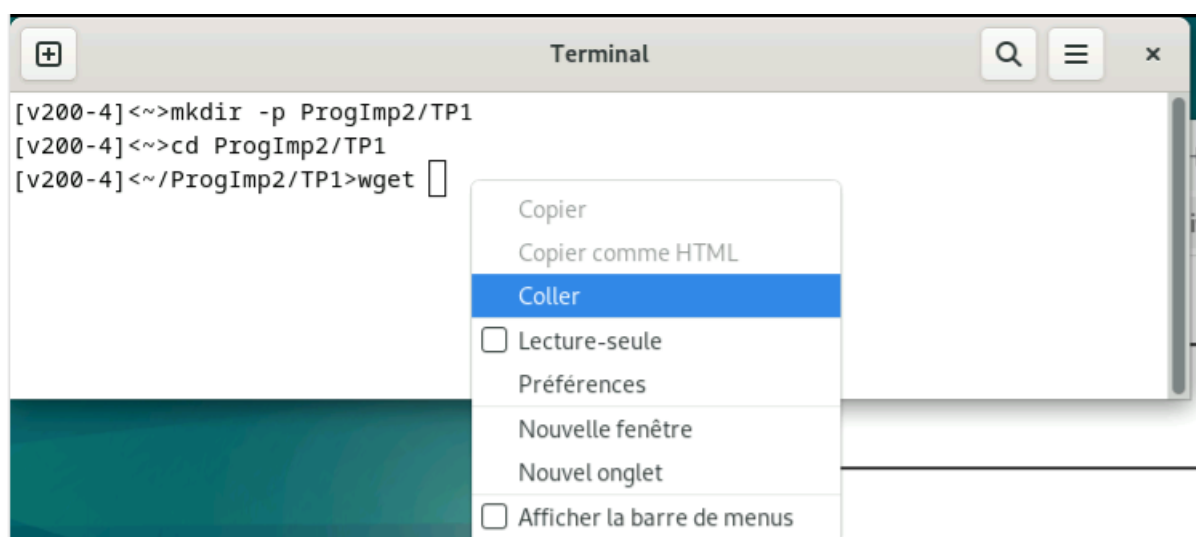 Terminal
[v200-4]<~>mkdir -p ProgImp2/TP1
[v200-4]<~>cd ProgImp2/TP1
[v200-4]<~/ProgImp2/TP1>wget
Copier
Copier comme HTML
Coller
Lecture-seule
Préférences
Nouvelle fenêtre
Nouvel onglet
Afficher la barre de menus